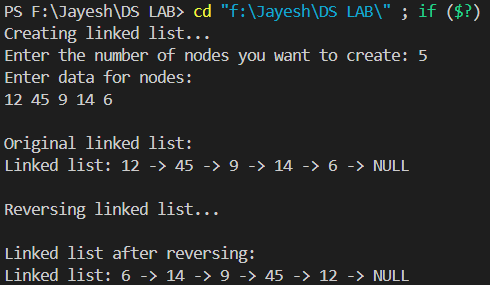 PS F:\Jayesh\DS LAB> cd "f:\Jayesh\DS LAB\" ; if ($?)
Creating linked list...
Enter the number of nodes you want to create: 5
Enter data for nodes:
12 45 9 14 6
Original linked list:
Linked list: 12 -> 45 -> 9 -> 14 -> 6 -> NULL
Reversing linked list...
Linked list after reversing:
Linked list: 6 -> 14 -> 9 -> 45 -> 12 -> NULL